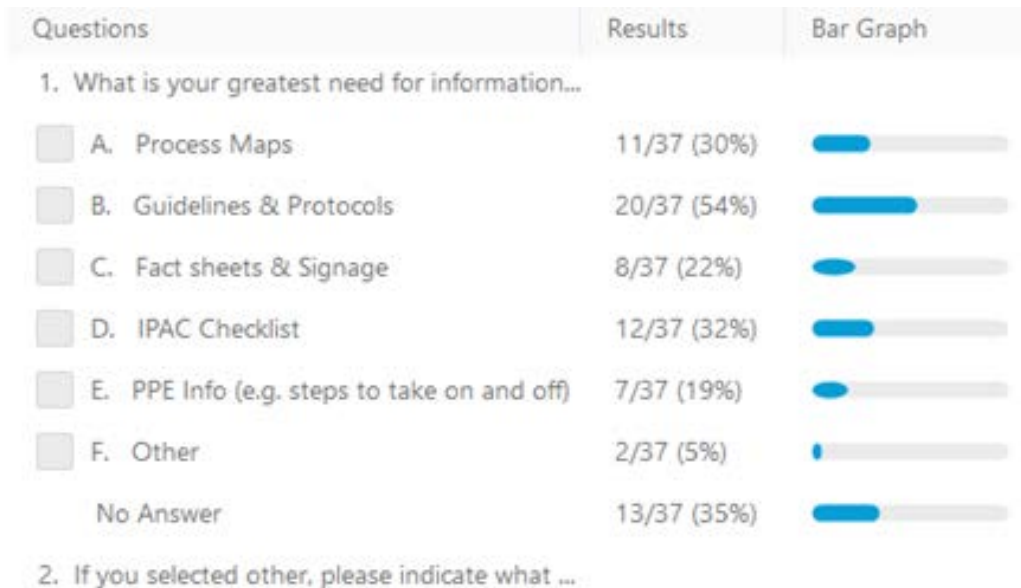 Questions Results Bar Graph
1. What is your greatest need for information...
A. Process Maps 11/37 (30%)
B. Guidelines & Protocols 20/37 (54%)
C. Fact sheets & Signage 8/37 (22%)
D. IPAC Checklist 12/37 (32%)
E. PPE Info (e.g. steps to take on and off) 7/37 (19%)
F. Other 2/37 (5%)
No Answer 13/37 (35%)
2. If you selected other, please indicate what ...